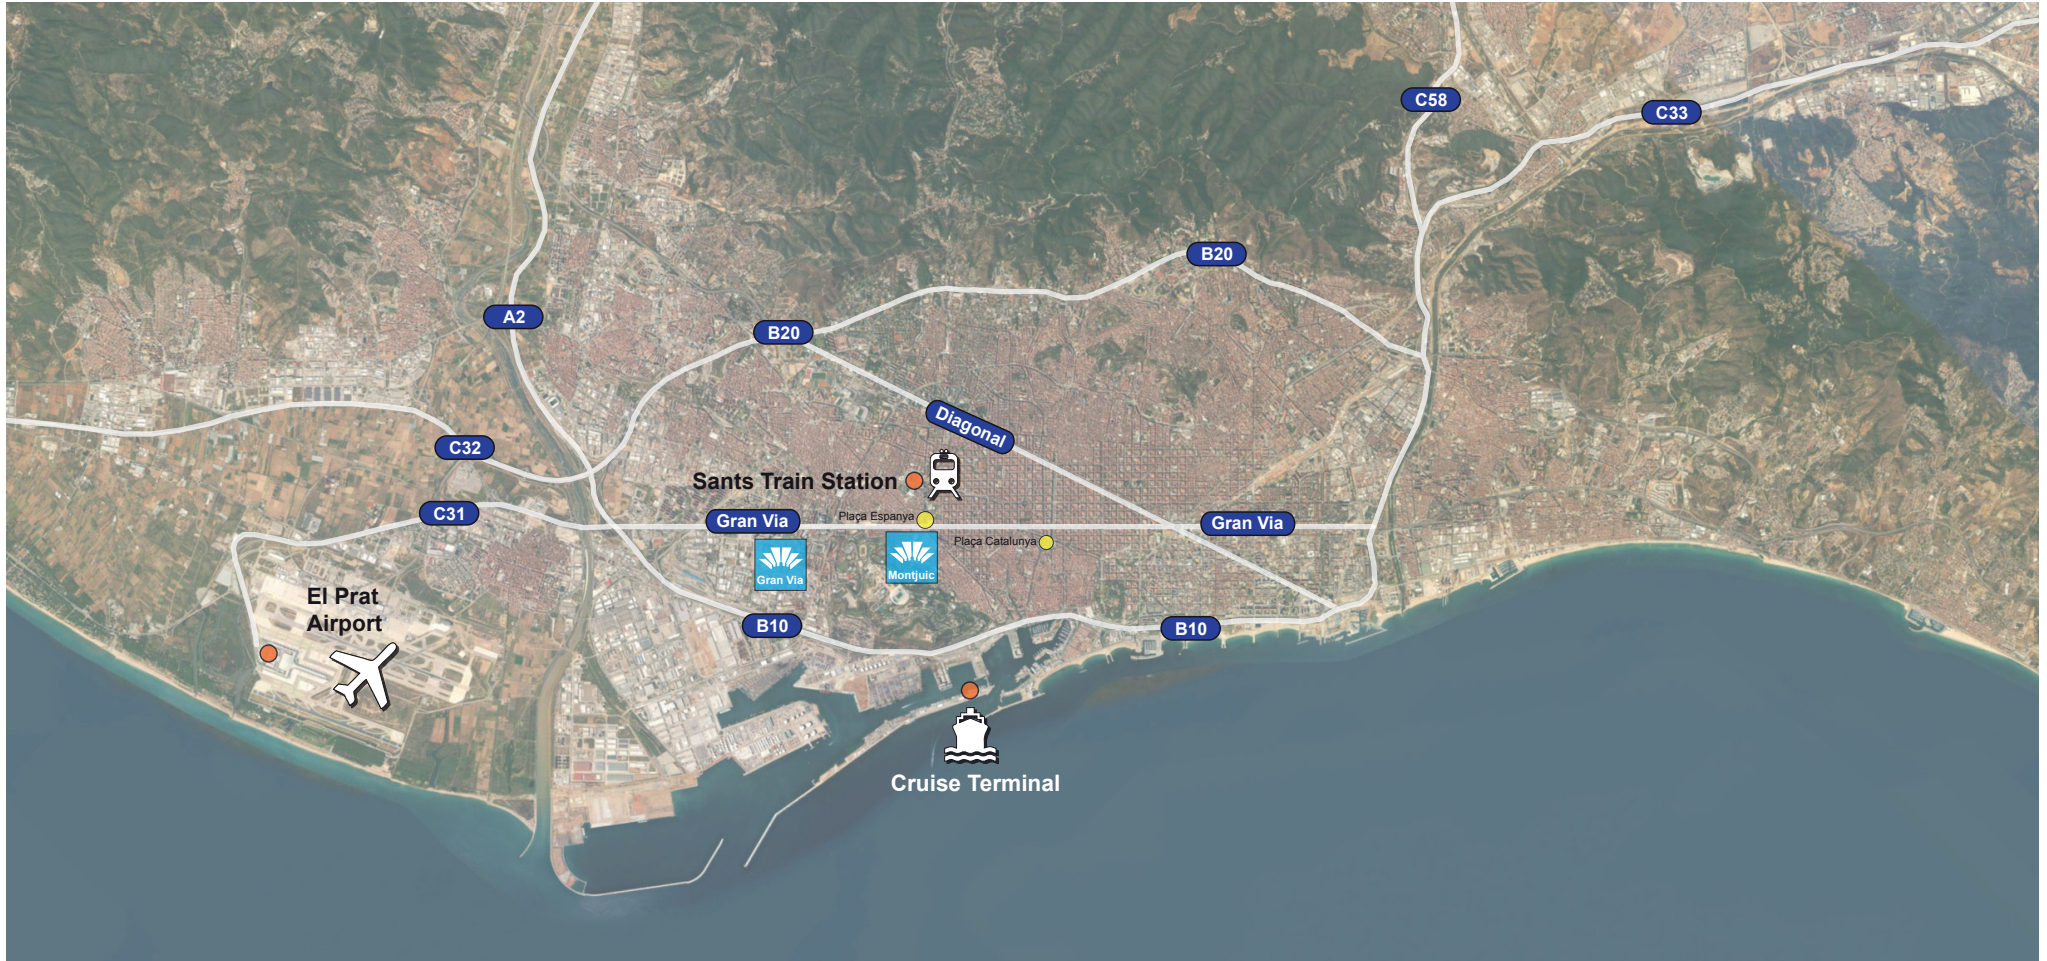 C58
C33
B20
A2
B20
Diagonal
C32
Sants Train Station
C31
Plaça Espanya
Gran Via
Gran Via
Plaça Catalunya
Gran Via
Montjuic
El Prat
Airport
B10
B10
Cruise Terminal